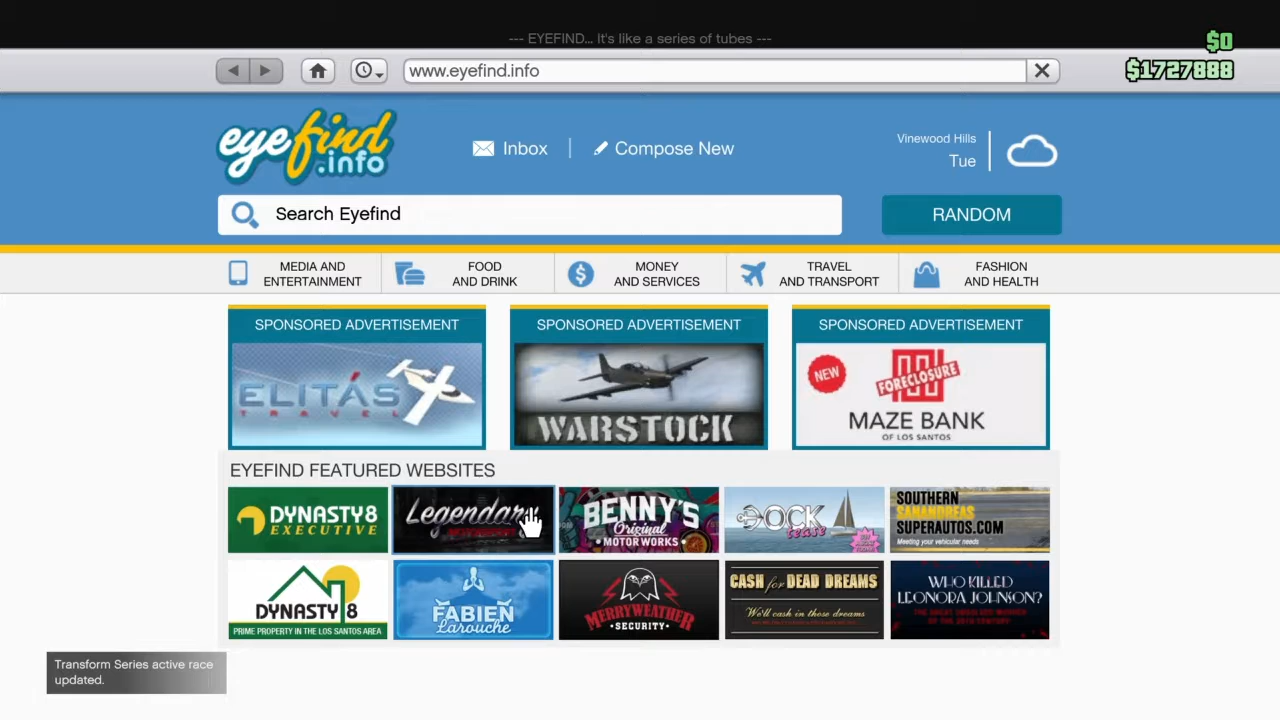 --- EYEFIND... It's like a series of tubes ---
$0
www.eyefind.info
$1727888
eyefind
.info
Inbox
Compose New
Vinewood Hills
Tue
Search Eyefind
RANDOM
MEDIA AND
ENTERTAINMENT
FOOD
AND DRINK
MONEY
AND SERVICES
TRAVEL
AND TRANSPORT
FASHION
AND HEALTH
SPONSORED ADVERTISEMENT
SPONSORED ADVERTISEMENT
SPONSORED ADVERTISEMENT
ELITÁS
TRAVEL
WARSTOCK
NEW
FORECLOSURE
MAZE BANK
OF LOS SANTOS
EYEFIND FEATURED WEBSITES
DYNASTY8
EXECUTIVE
Legendary
BENNY'S
Original
MOTORWORKS
DOCK
tease
SOUTHERN
SANANDREAS
SUPERAUTOS.COM
Meeting your vehicular needs
DYNASTY 8
PRIME PROPERTY IN THE LOS SANTOS AREA
FABIEN
Larouche
MERRYWEATHER
SECURITY
CASH for DEAD DREAMS
We'll cash in those dreams
WHO KILLED
LEONORA JOHNSON?
Transform Series active race
updated.